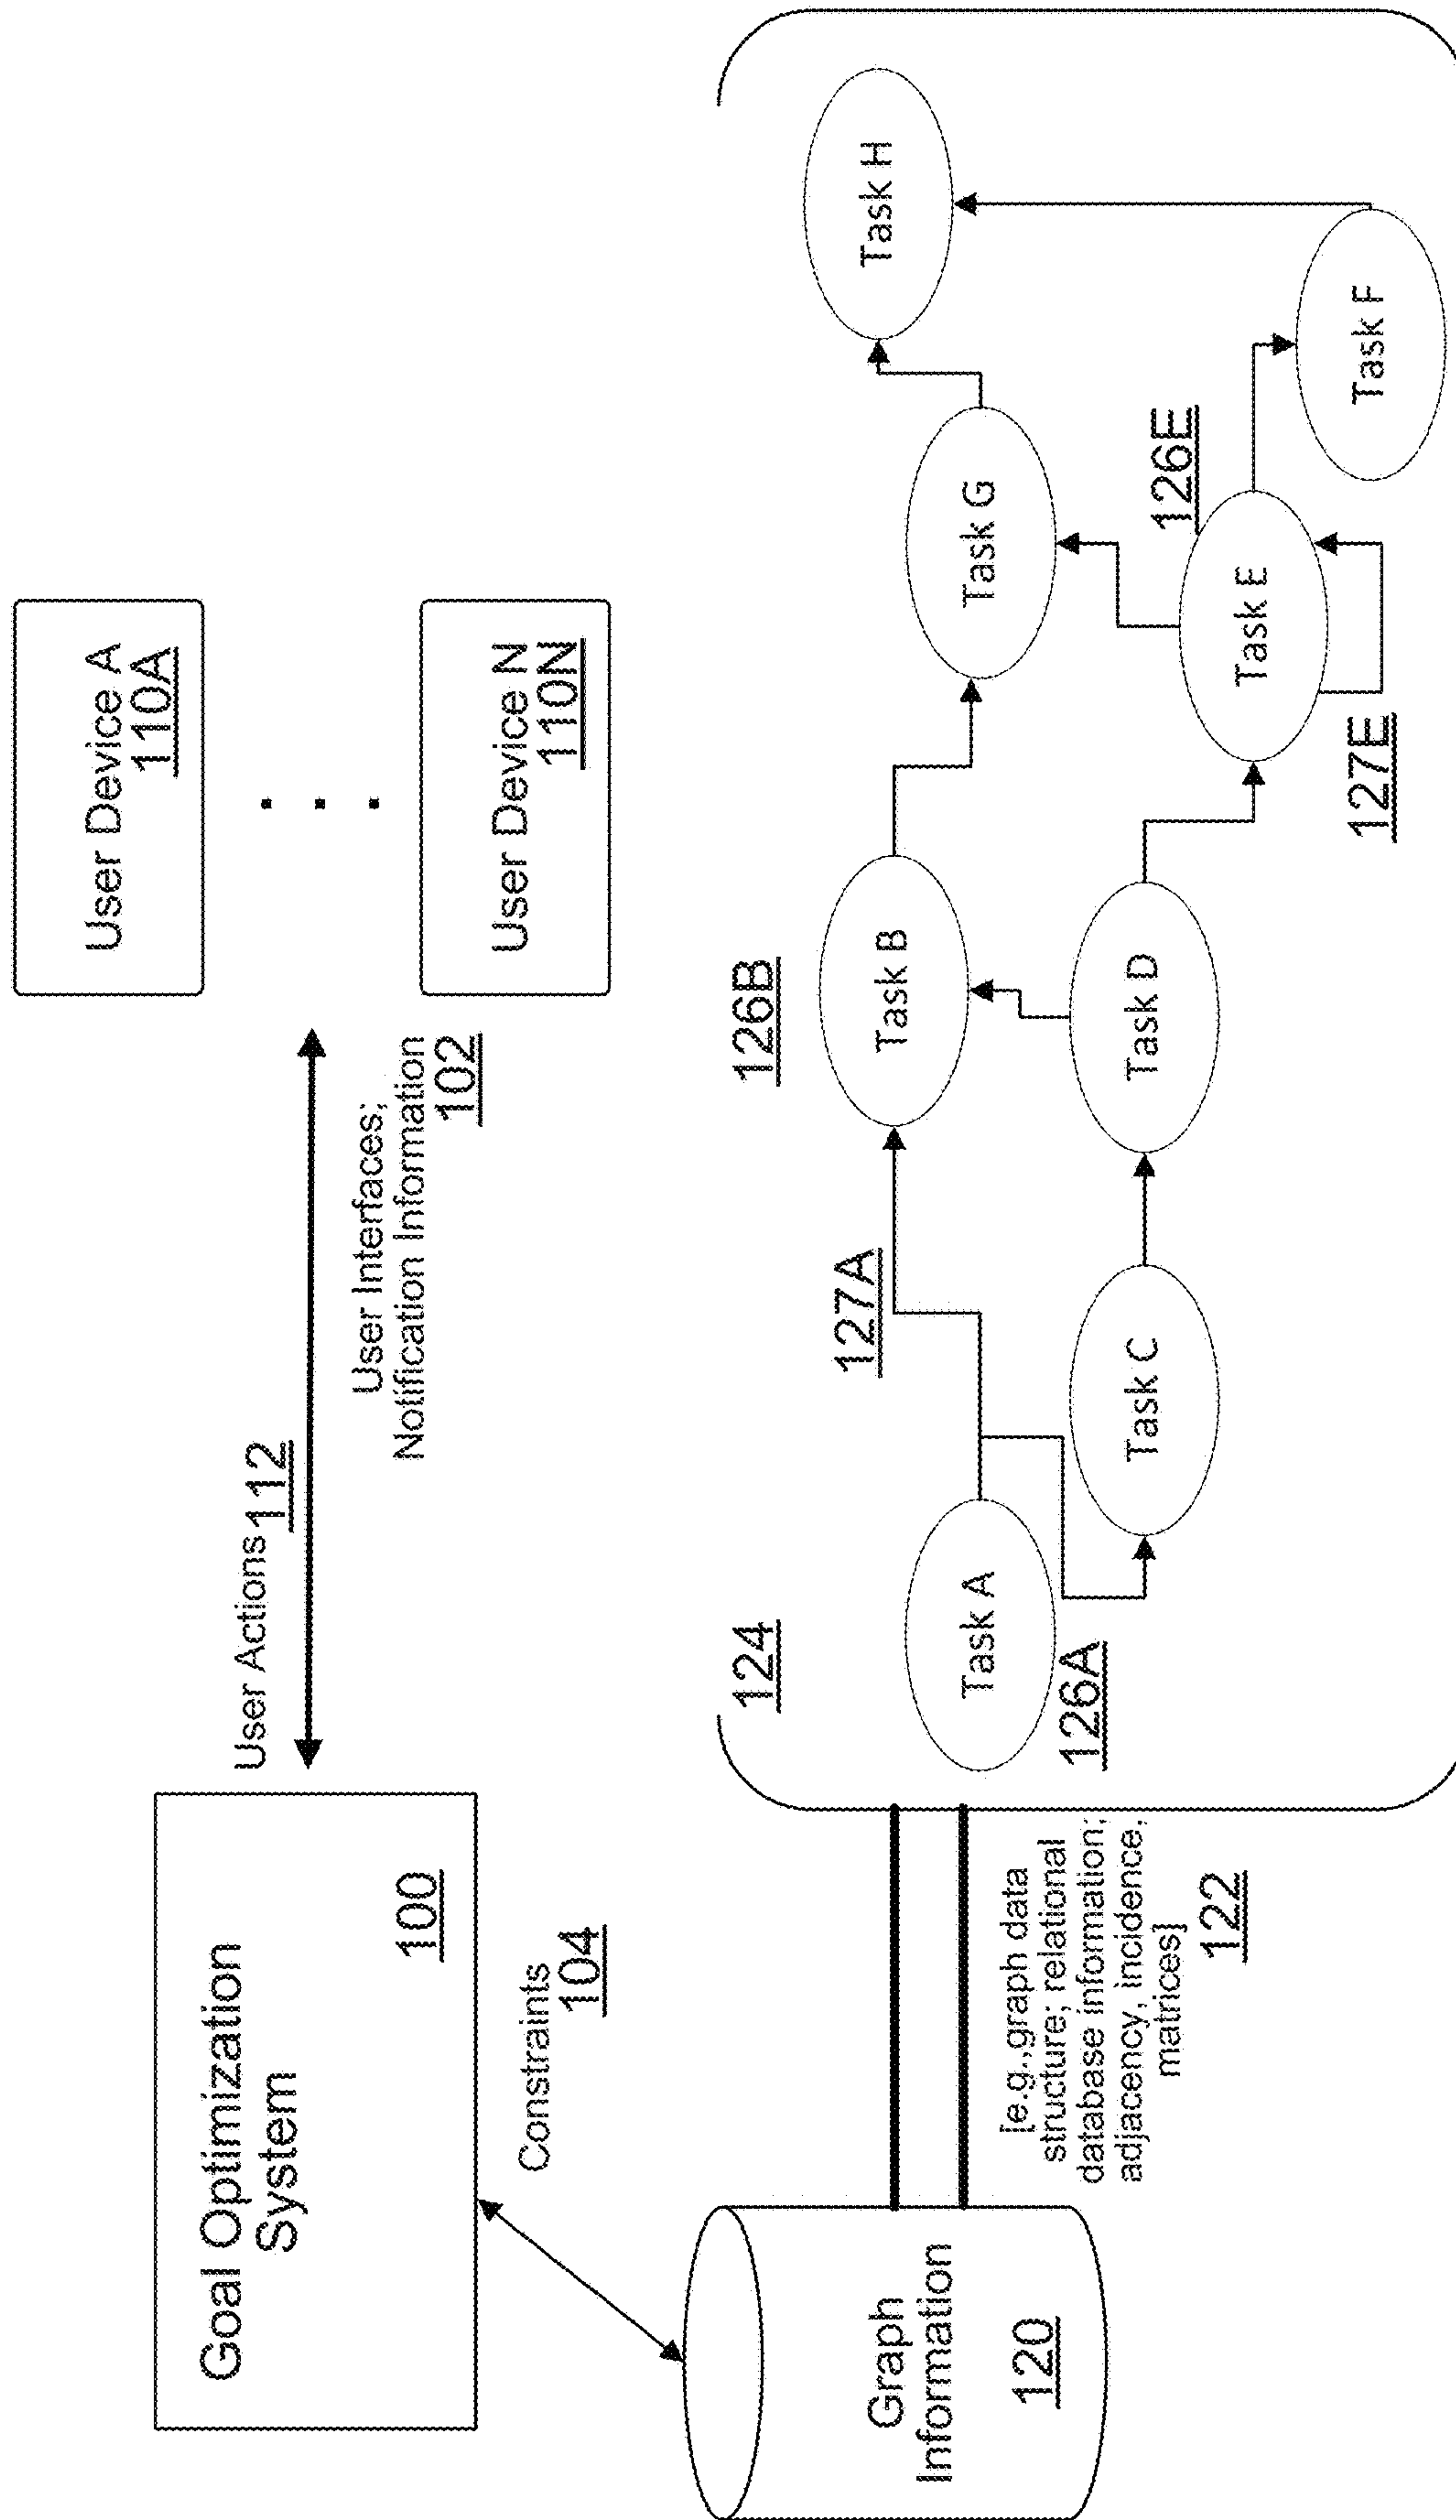 Goal Optimization
System
100
User Actions 112
User Interfaces;
Notification Information
102
User Device A
110A
User Device N
110N
Constraints
104
Graph
Information
120
[e.g.,graph data
structure; relational
database information;
adjacency, incidence,
matrices]
122
124
Task A
126A
127A
Task B
126B
Task C
Task D
Task E
126E
127E
Task G
Task F
Task H